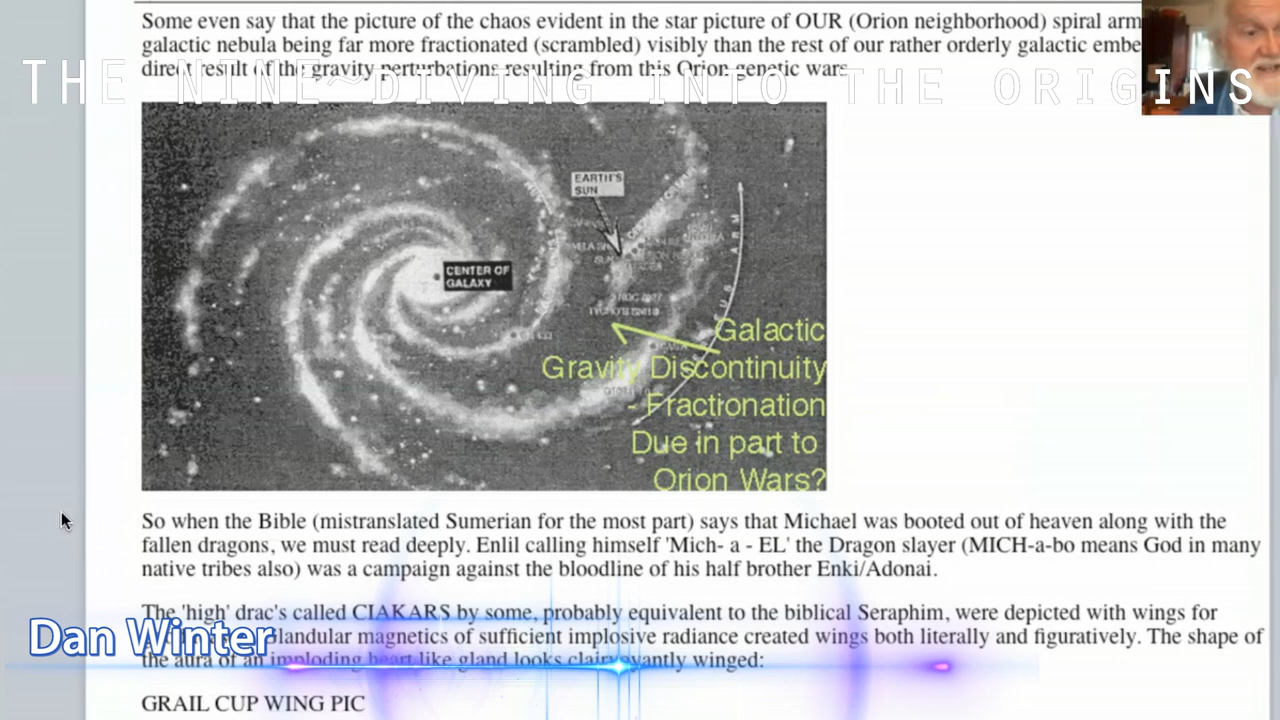 Some even say that the picture of the chaos evident in the star picture of OUR (Orion neighborhood) spiral arm
galactic nebula being far more fractionated (scrambled) visibly than the rest of our rather orderly galactic embe
direct result of the gravity perturbations resulting from this Orion genetic wars
THE NINE~DIVING INTO THE ORIGINS
EARTH'S
SUN
CENTER OF
GALAXY
Galactic
Gravity Discontinuity
- Fractionation
Due in part to
Orion Wars?
So when the Bible (mistranslated Sumerian for the most part) says that Michael was booted out of heaven along with the
fallen dragons, we must read deeply. Enlil calling himself 'Mich- a - EL' the Dragon slayer (MICH-a-bo means God in many
native tribes also) was a campaign against the bloodline of his half brother Enki/Adonai.
The 'high' drac's called CIAKARS by some, probably equivalent to the biblical Seraphim, were depicted with wings for
Dan Winter
glandular magnetics of sufficient implosive radiance created wings both literally and figuratively. The shape of
the aura of an imploding heart like gland looks clairvoyantly winged:
GRAIL CUP WING PIC